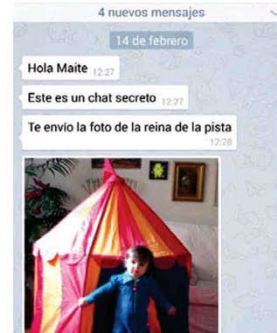 4 nuevos mensajes
14 de febrero
Hola Maite 12:27
Este es un chat secreto 12:27
Te envío la foto de la reina de la pista
12:28